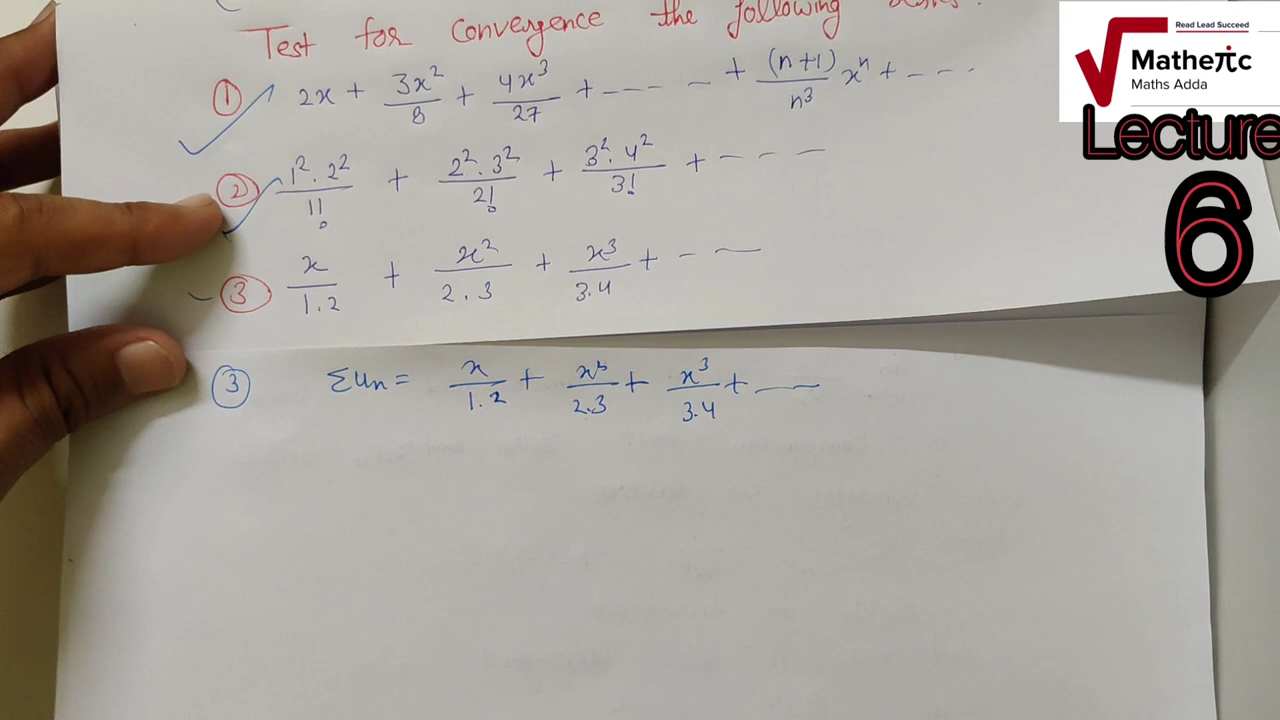 Test for convergence the following
① 2x + 3x²/8 + 4x³/27 + ---- - + (n+1)/n³ xⁿ + - - -
② 1².2²/1! + 2².3²/2! + 3².4²/3! + - - -
③ x/1.2 + x²/2.3 + x³/3.4 + - —
③ Σuₙ = x/1.2 + /2.3 + x³/3.4 + - —
Read Lead Succeed
Matheπc
Maths Adda
Lecture
6